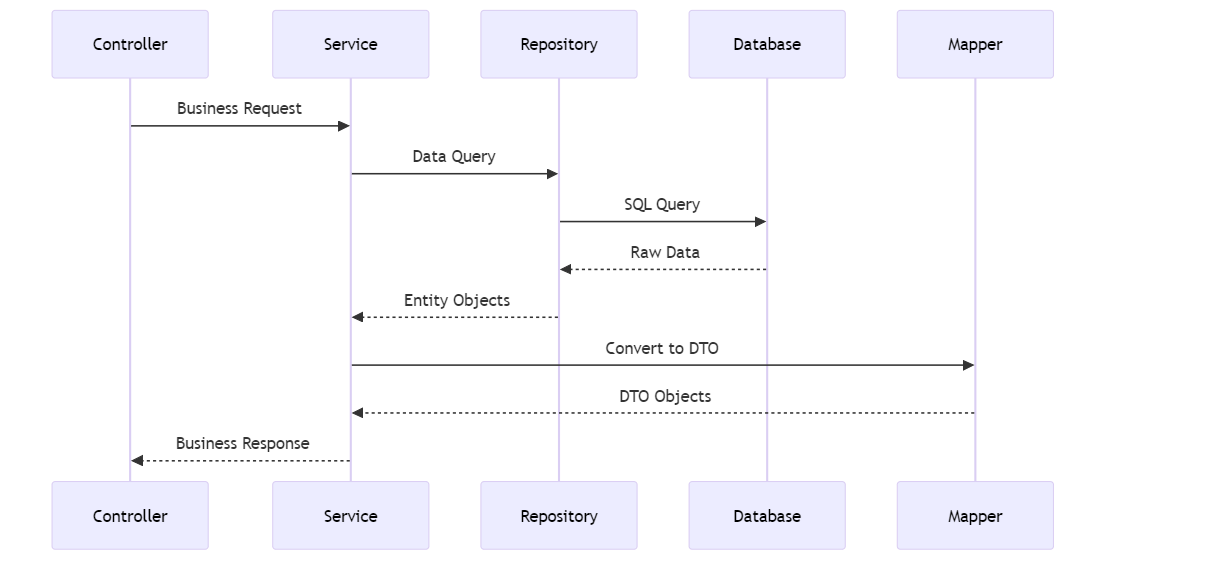 Controller
Service
Repository
Database
Mapper
Business Request
Data Query
SQL Query
Raw Data
Entity Objects
Convert to DTO
DTO Objects
Business Response
Controller
Service
Repository
Database
Mapper